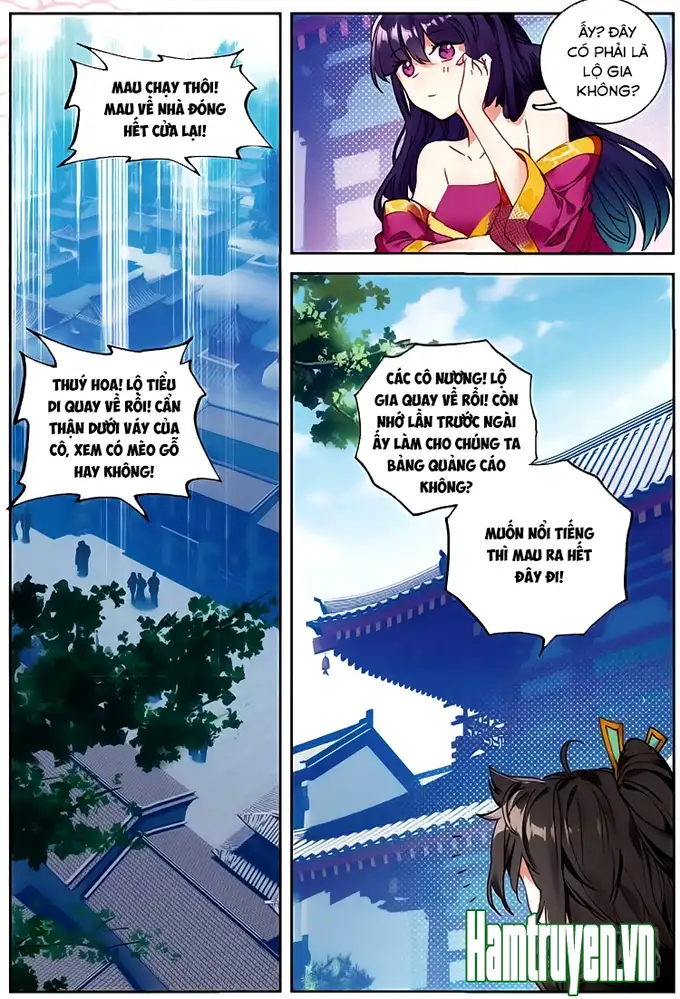 MAU CHẠY THÔI!
MAU VỀ NHÀ ĐÓNG
HẾT CỬA LẠI!
THUÝ HOA! LỘ TIỂU
DI QUAY VỀ RỒI! CẨN
THẬN DƯỚI VÁY CỦA
CÔ, XEM CÓ MÈO GỖ
HAY KHÔNG!
ẤY? ĐÂY
CÓ PHẢI LÀ
LỘ GIA
KHÔNG?
CÁC CÔ NƯƠNG! LỘ
GIA QUAY VỀ RỒI! CÒN
NHỚ LẦN TRƯỚC NGÀI
ẤY LÀM CHO CHÚNG TA
BẢNG QUẢNG CÁO
KHÔNG?
MUỐN NỔI TIẾNG
THÌ MAU RA HẾT
ĐÂY ĐI!
Hamtruyen.vn